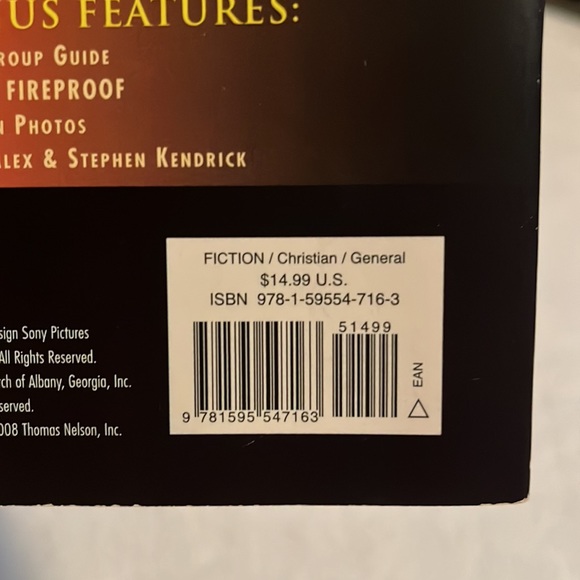 US FEATURES:
ROUP GUIDE
FIREPROOF
PHOTOS
ALEX & STEPHEN KENDRICK
FICTION / Christian / General
$14.99 U.S.
ISBN 978-1-59554-716-3
51499
EAN
9 781595 547163
sign Sony Pictures
All Rights Reserved.
rch of Albany, Georgia, Inc.
served.
008 Thomas Nelson, Inc.